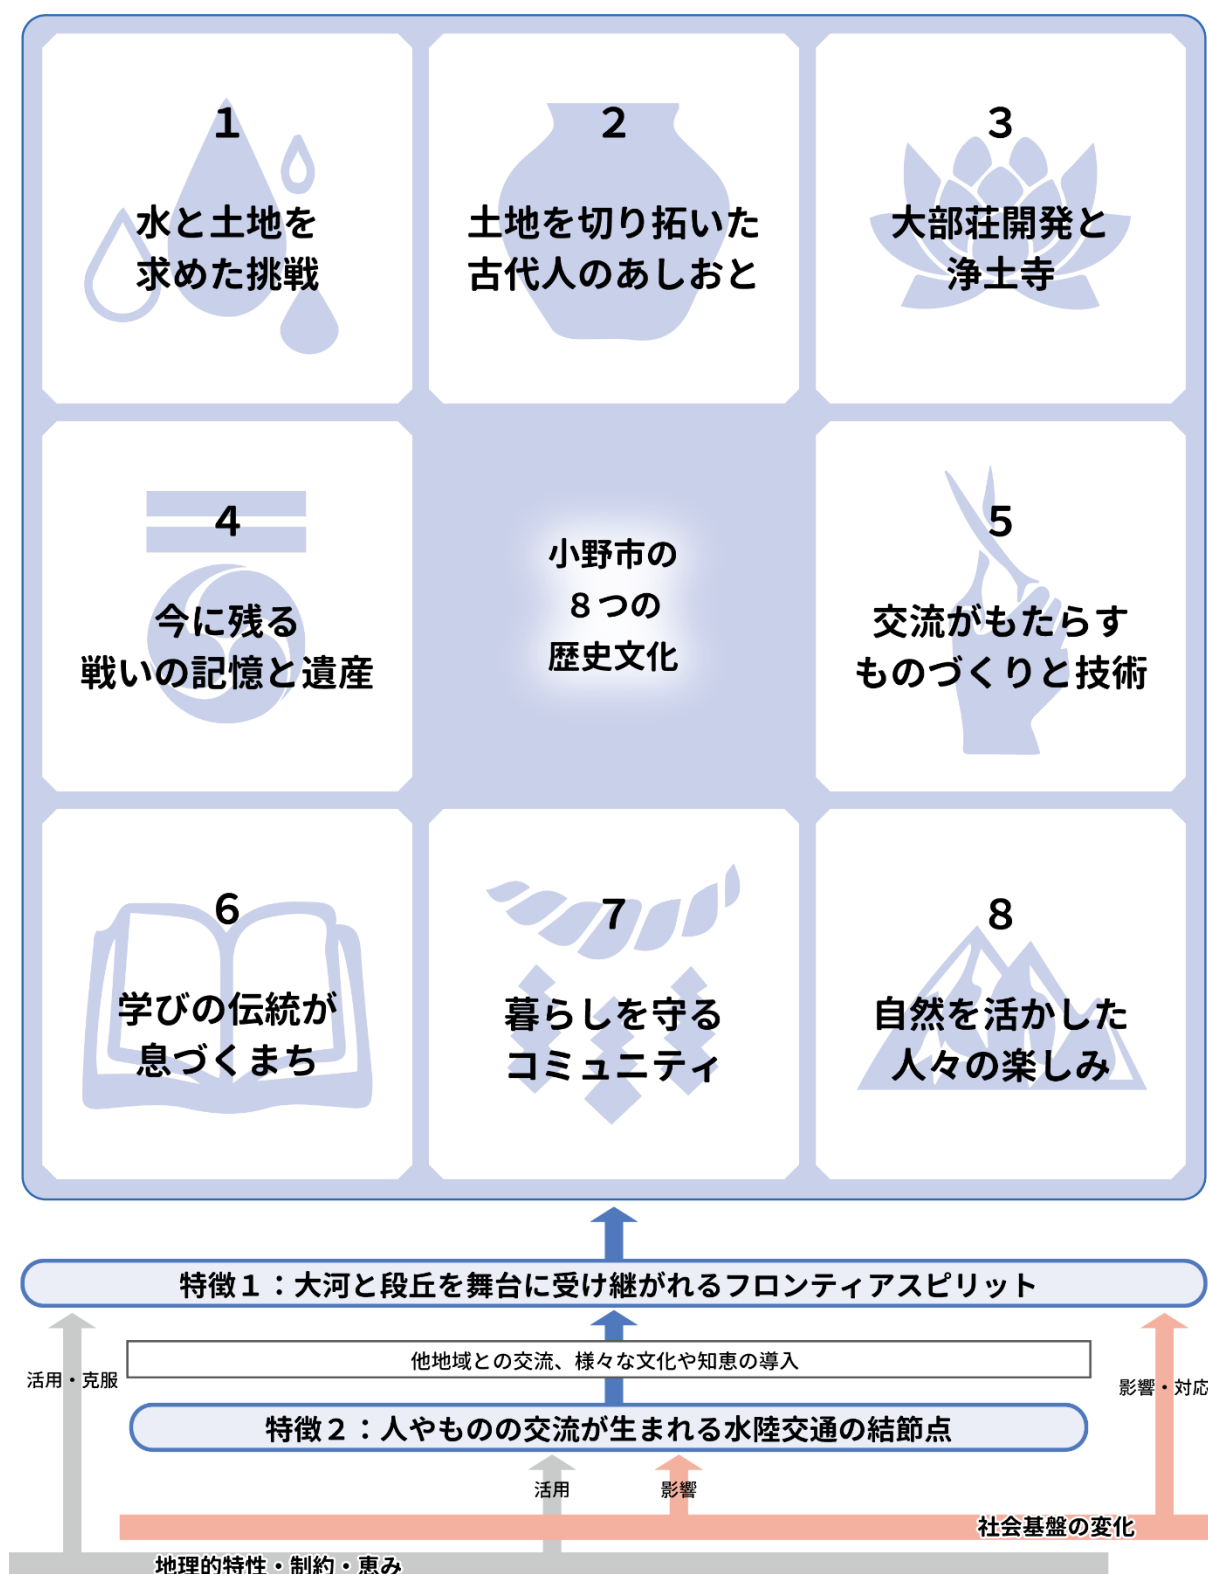 1
水と土地を
求めた挑戦
2
土地を切り拓いた
古代人のあしおと
3
大部荘開発と
浄土寺
4
今に残る
戦いの記憶と遺産
小野市の
８つの
歴史文化
5
交流がもたらす
ものづくりと技術
6
学びの伝統が
息づくまち
7
暮らしを守る
コミュニティ
8
自然を活かした
人々の楽しみ
特徴１：大河と段丘を舞台に受け継がれるフロンティアスピリット
他地域との交流、様々な文化や知恵の導入
活用・克服
影響・対応
特徴２：人やものの交流が生まれる水陸交通の結節点
活用
影響
社会基盤の変化
地理的特性・制約・恵み